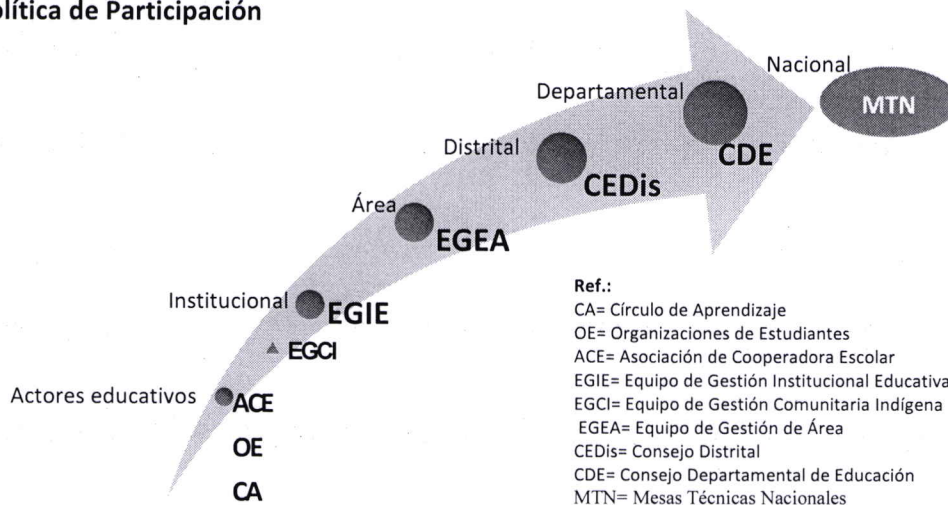 lítica de Participación
Nacional
MTN
Departamental
CDE
Distrital
CEDis
Área
EGEA
Institucional
EGIE
EGCI
Actores educativos
ACE
OE
CA
Ref.:
CA= Círculo de Aprendizaje
OE= Organizaciones de Estudiantes
ACE= Asociación de Cooperadora Escolar
EGIE= Equipo de Gestión Institucional Educativa
EGCI= Equipo de Gestión Comunitaria Indígena
EGEA= Equipo de Gestión de Área
CEDis= Consejo Distrital
CDE= Consejo Departamental de Educación
MTN= Mesas Técnicas Nacionales